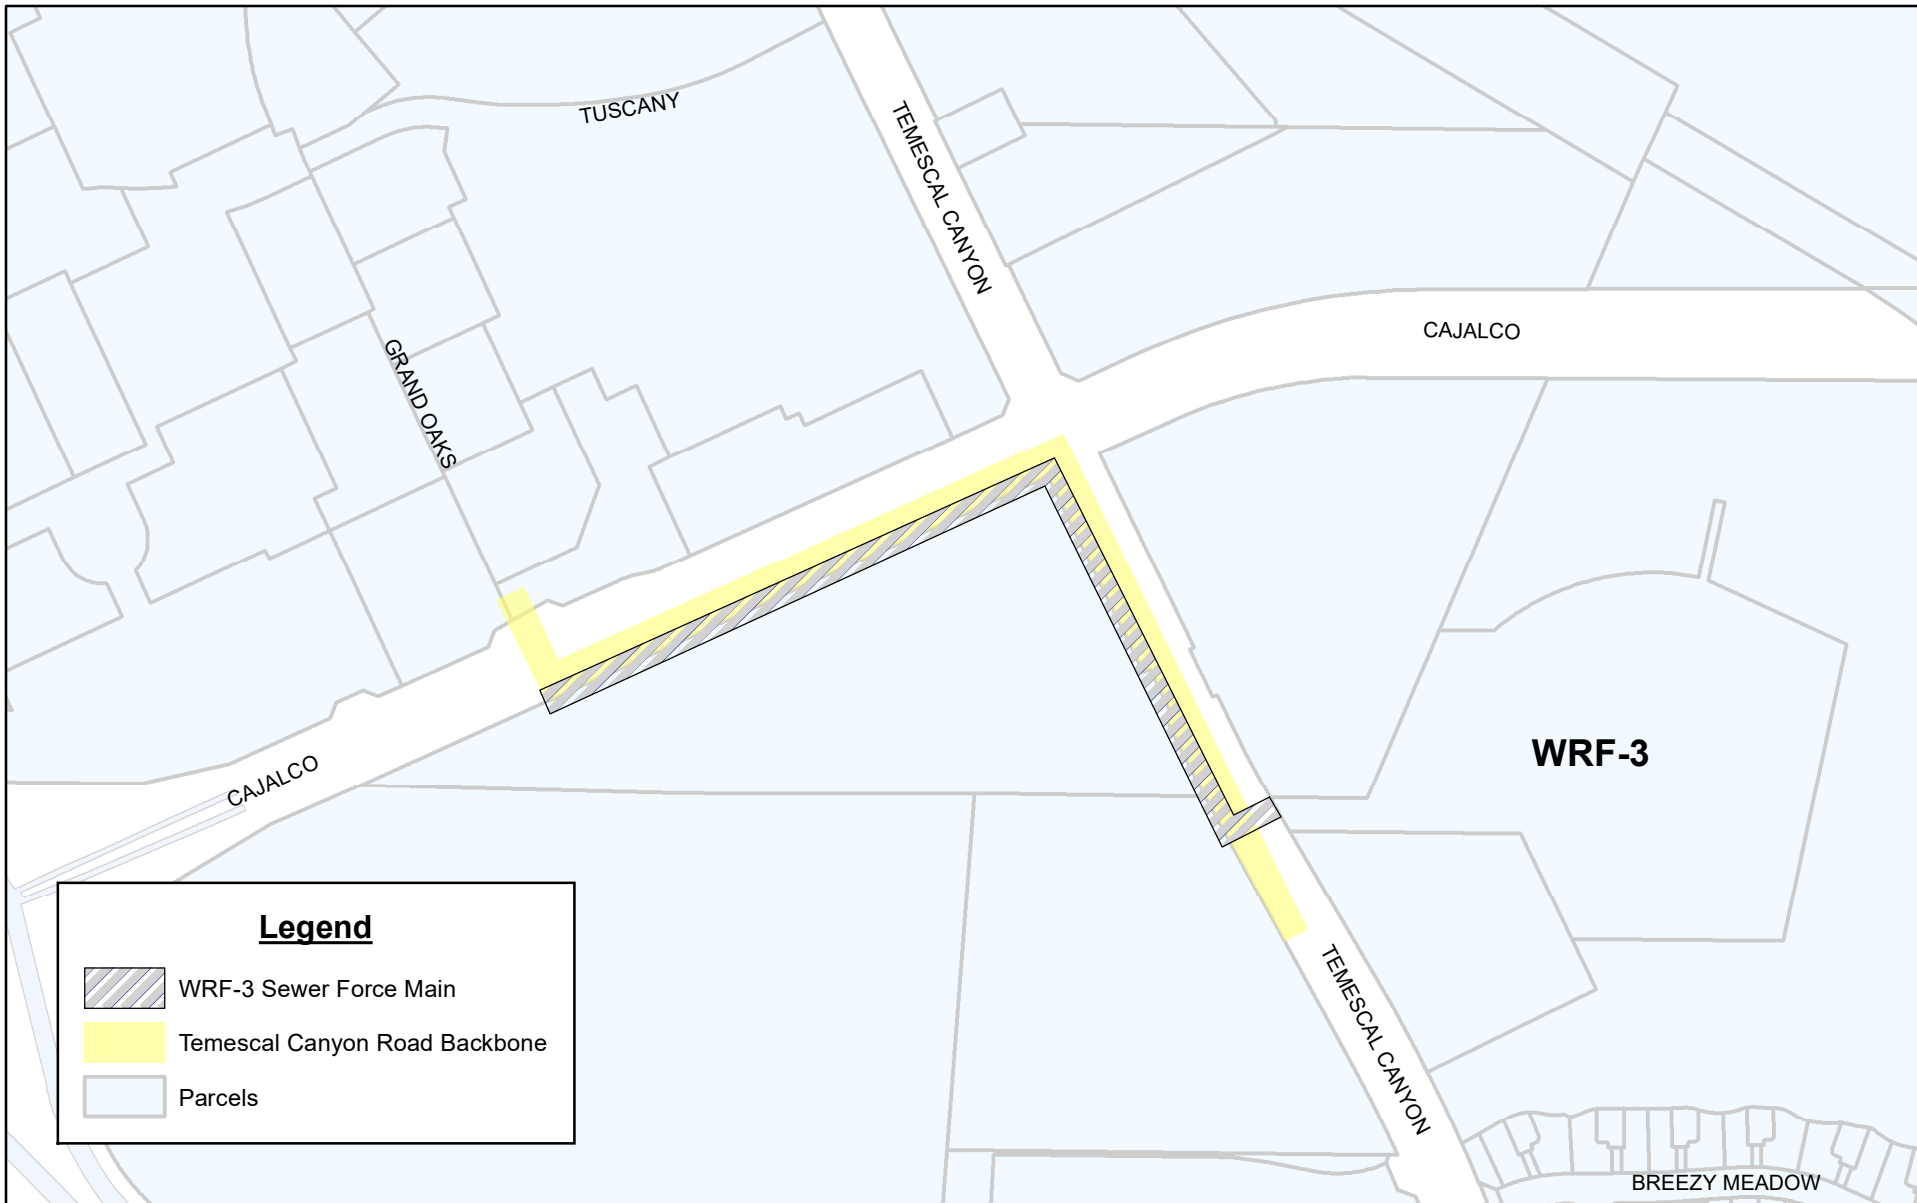 TUSCANY
TEMESCAL CANYON
CAJALCO
GRAND OAKS
WRF-3
CAJALCO
Legend
WRF-3 Sewer Force Main
Temescal Canyon Road Backbone
Parcels
TEMESCAL CANYON
BREEZY MEADOW